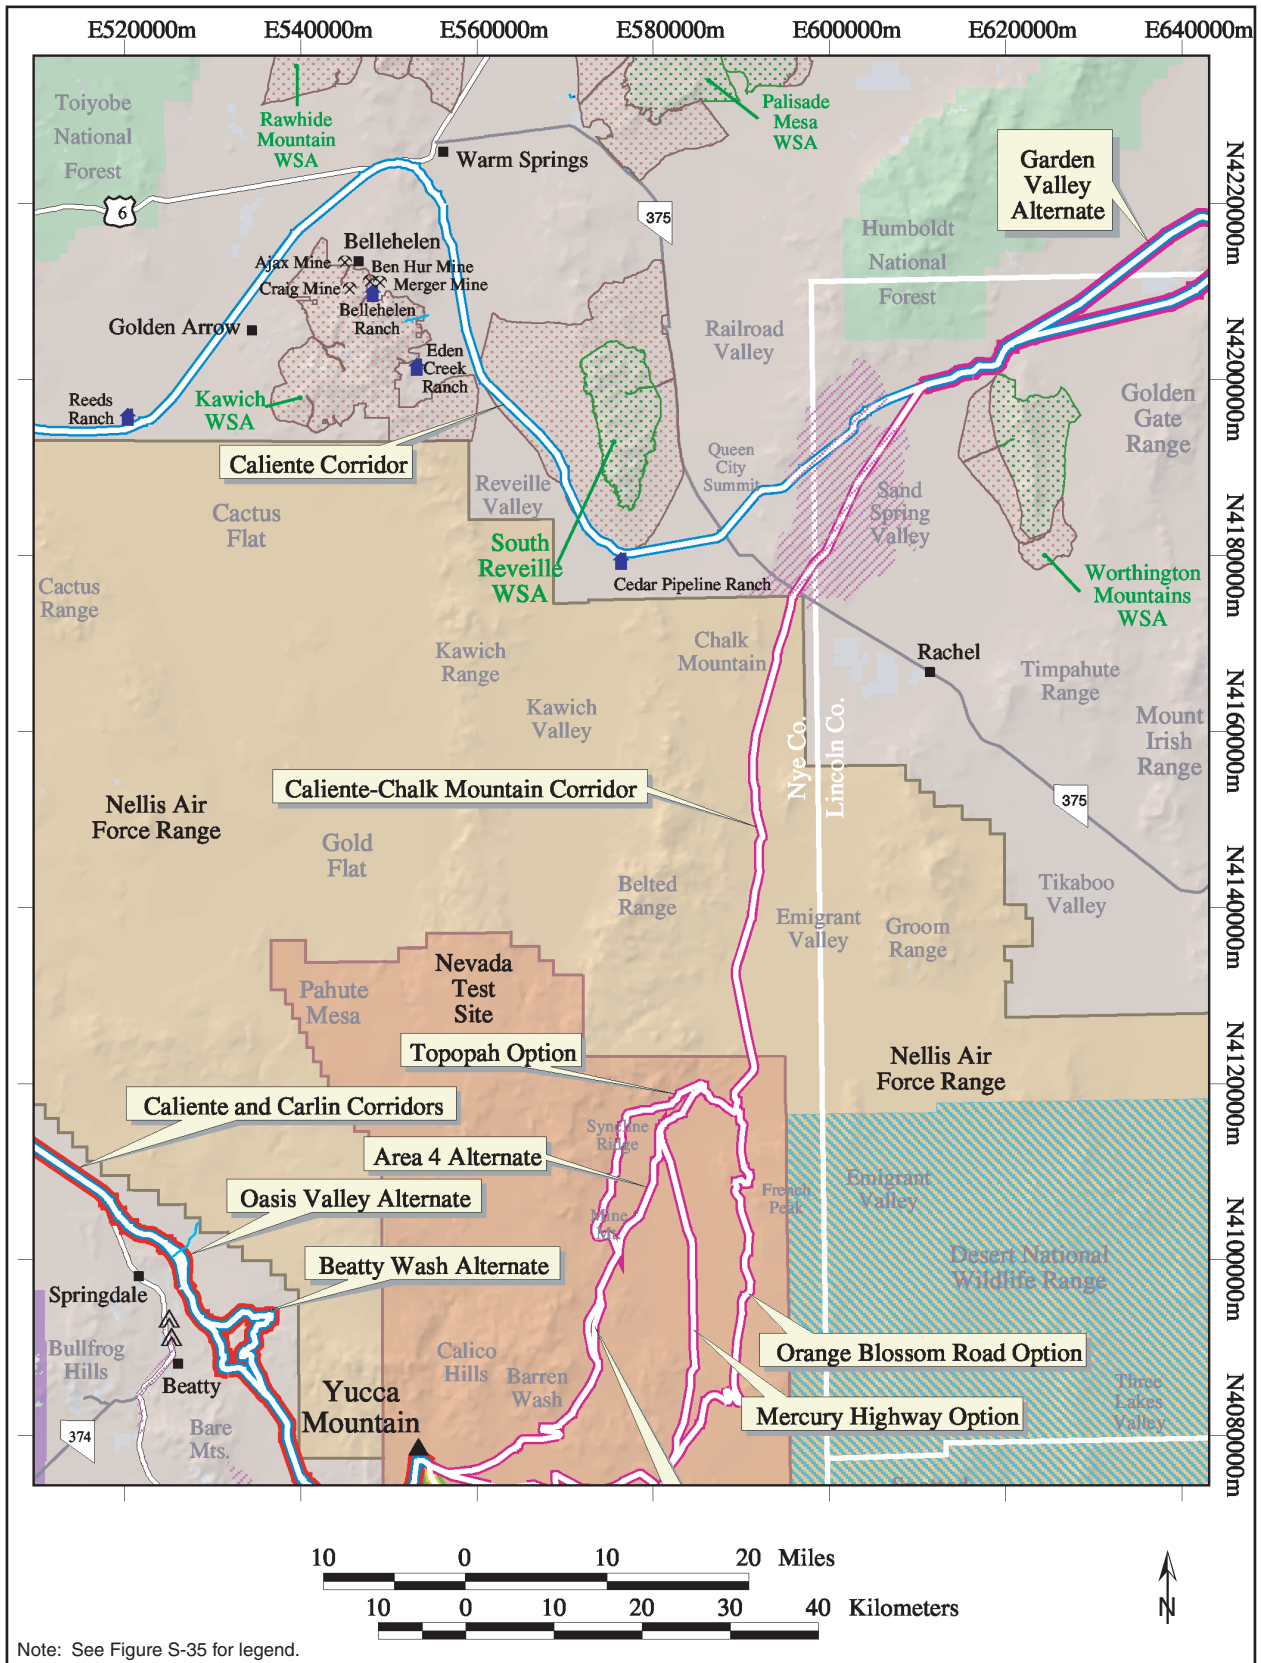 E520000m E540000m E560000m E580000m E600000m E620000m E640000m
Toiyobe
National
Forest
Rawhide
Mountain
WSA
Palisade
Mesa
WSA
Warm Springs
Garden
Valley
Alternate
6
375
Humboldt
National
Forest
Bellehelen
Ajax Mine
Ben Hur Mine
Craig Mine
Merger Mine
Bellehelen
Ranch
Golden Arrow
Railroad
Valley
Eden
Creek
Ranch
Reeds
Ranch
Kawich
WSA
Golden
Gate
Range
Caliente Corridor
Queen
City
Summit
Reveille
Valley
Sand
Spring
Valley
Cactus
Flat
South
Reveille
WSA
Cedar Pipeline Ranch
Worthington
Mountains
WSA
Cactus
Range
Kawich
Range
Chalk
Mountain
Rachel
Timpahute
Range
Kawich
Valley
Mount
Irish
Range
Nye Co.
Lincoln Co.
Caliente-Chalk Mountain Corridor
375
Nellis Air
Force Range
Gold
Flat
Belted
Range
Tikaboo
Valley
Emigrant
Valley
Groom
Range
Nevada
Test
Site
Pahute
Mesa
Topopah Option
Nellis Air
Force Range
Caliente and Carlin Corridors
Syncline
Ridge
Area 4 Alternate
Oasis Valley Alternate
French
Peak
Emigrant
Valley
Mine
Mt.
Beatty Wash Alternate
Desert National
Wildlife Range
Springdale
Bullfrog
Hills
Orange Blossom Road Option
Calico
Hills
Barren
Wash
Beatty
Yucca
Mountain
Three
Lakes
Valley
Mercury Highway Option
374
Bare
Mts.
N4220000m
N4200000m
N4180000m
N4160000m
N4140000m
N4120000m
N4100000m
N4080000m
10 0 10 20 Miles
10 0 10 20 30 40 Kilometers
N
Note: See Figure S-35 for legend.